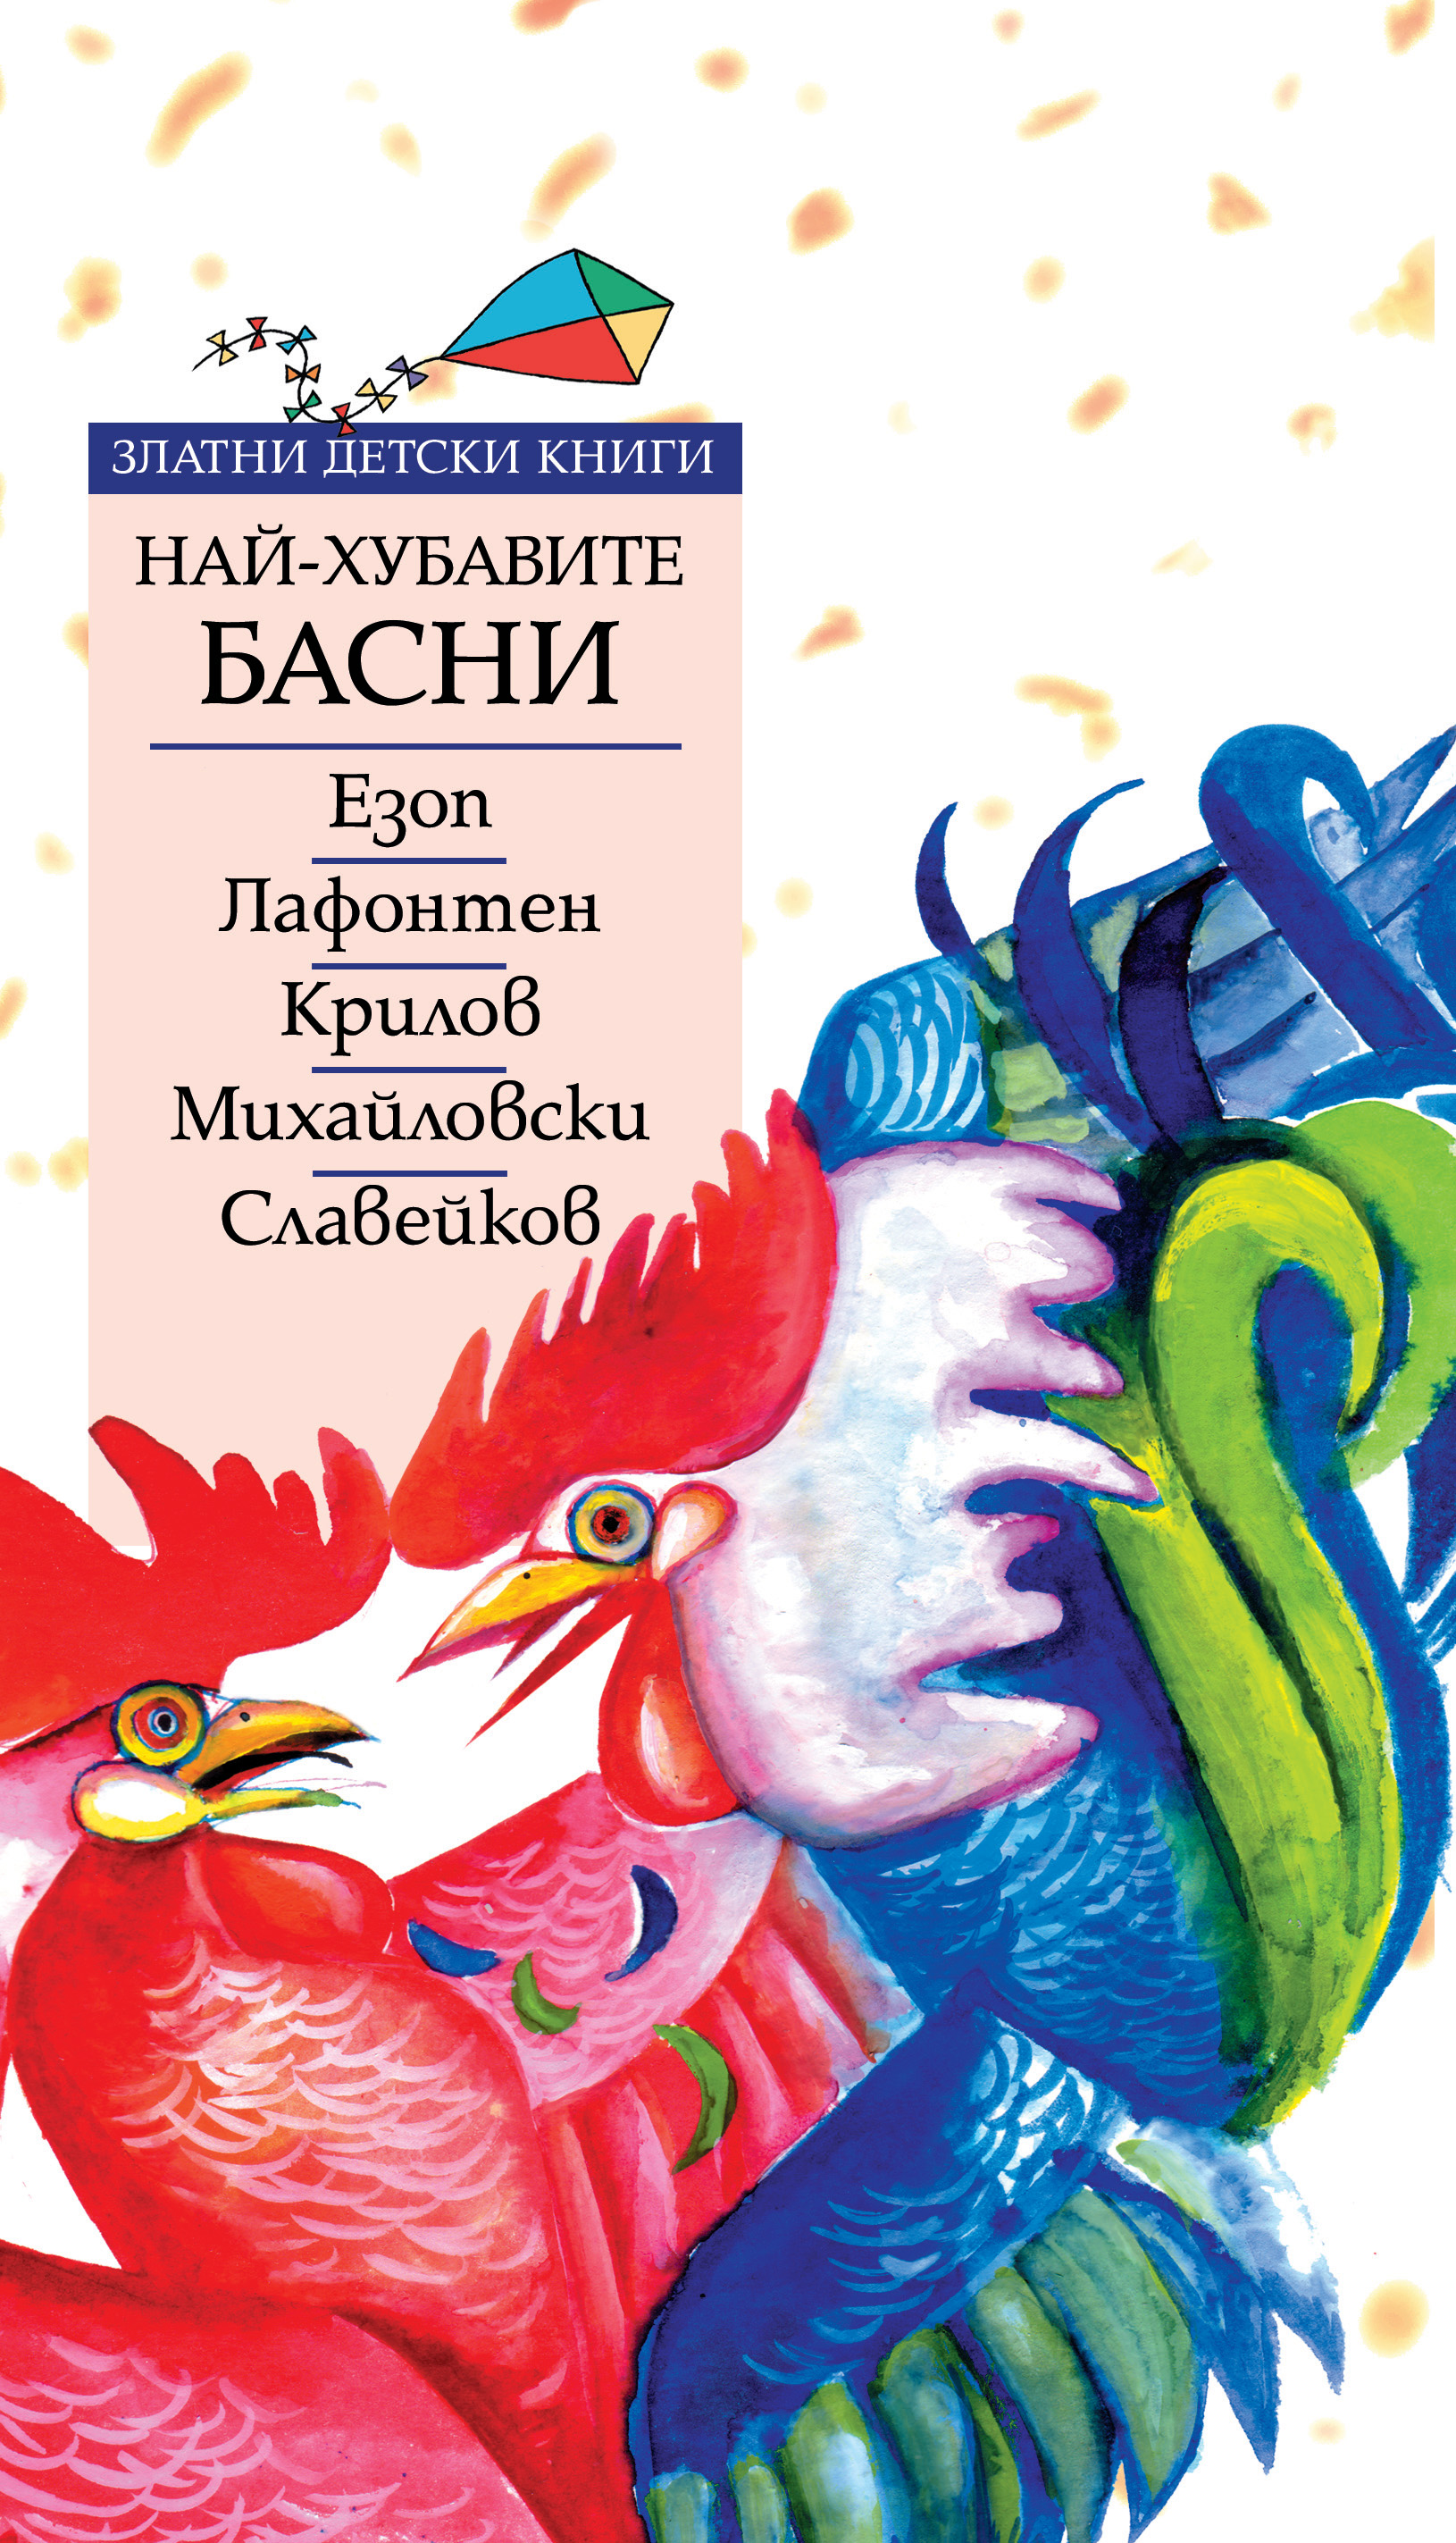 ЗЛАТНИ ДЕТСКИ КНИГИ
НАЙ-ХУБАВИТЕ
БАСНИ
Езоп
Лафонтен
Крилов
Михайловски
Славейков